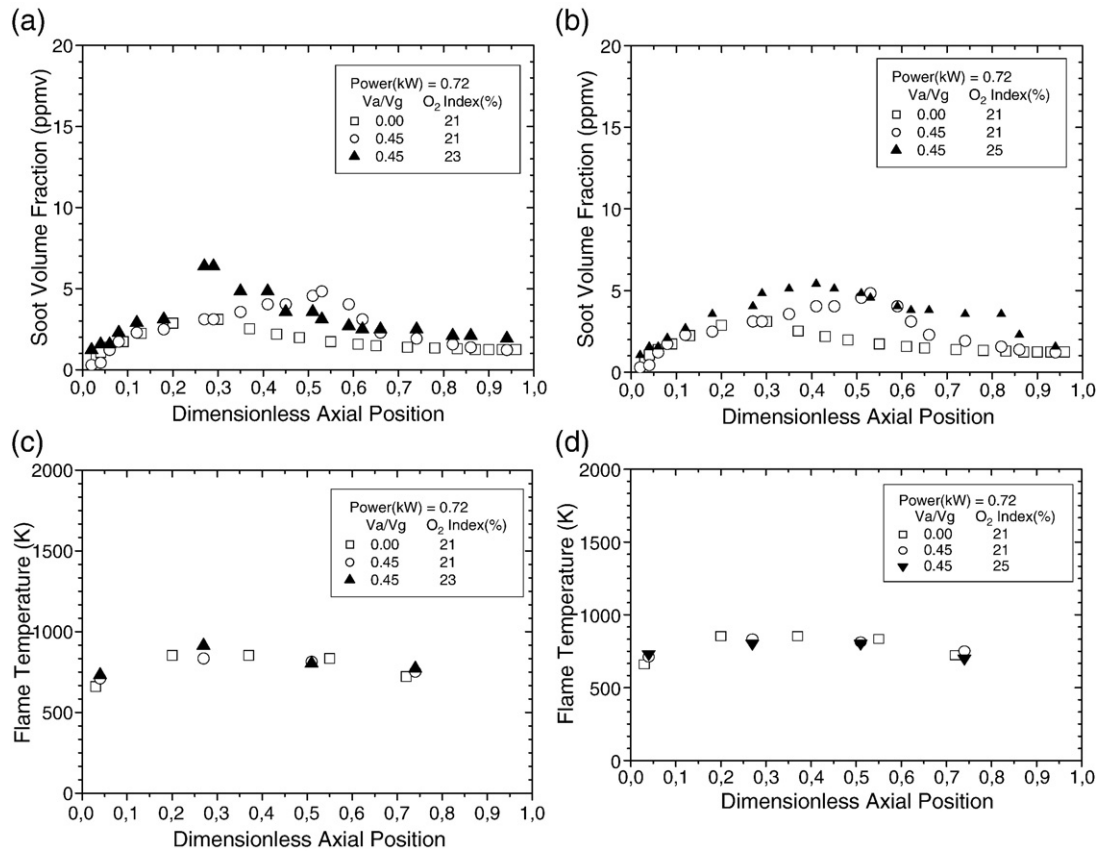 (a)
Soot Volume Fraction (ppmv)
20
15
10
5
0
Power(kW) = 0.72
Va/Vg O2 Index(%)
0.00 21
0.45 21
0.45 23
0,0 0,1 0,2 0,3 0,4 0,5 0,6 0,7 0,8 0,9 1,0
Dimensionless Axial Position
(b)
Soot Volume Fraction (ppmv)
20
15
10
5
0
Power(kW) = 0.72
Va/Vg O2 Index(%)
0.00 21
0.45 21
0.45 25
0,0 0,1 0,2 0,3 0,4 0,5 0,6 0,7 0,8 0,9 1,0
Dimensionless Axial Position
(c)
Flame Temperature (K)
2000
1500
1000
500
0
Power(kW) = 0.72
Va/Vg O2 Index(%)
0.00 21
0.45 21
0.45 23
0,0 0,1 0,2 0,3 0,4 0,5 0,6 0,7 0,8 0,9 1,0
Dimensionless Axial Position
(d)
Flame Temperature (K)
2000
1500
1000
500
0
Power(kW) = 0.72
Va/Vg O2 Index(%)
0.00 21
0.45 21
0.45 25
0,0 0,1 0,2 0,3 0,4 0,5 0,6 0,7 0,8 0,9 1,0
Dimensionless Axial Position